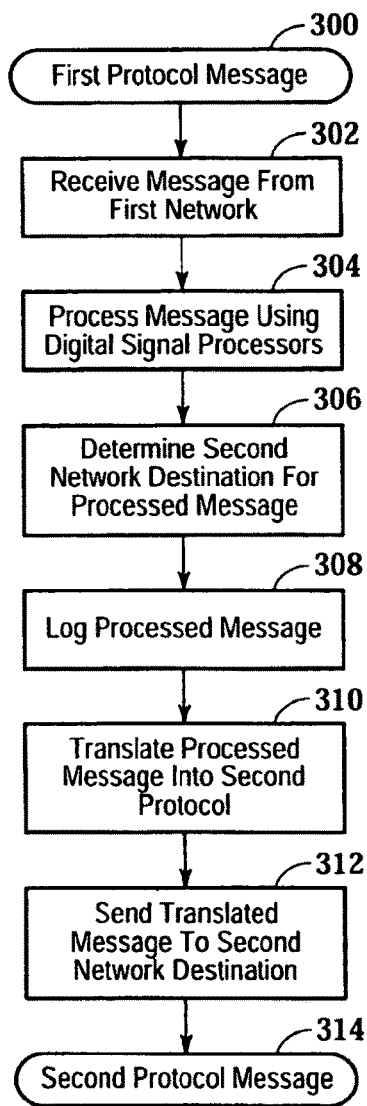 300
First Protocol Message
302
Receive Message From
First Network
304
Process Message Using
Digital Signal Processors
306
Determine Second
Network Destination For
Processed Message
308
Log Processed Message
310
Translate Processed
Message Into Second
Protocol
312
Send Translated
Message To Second
Network Destination
314
Second Protocol Message